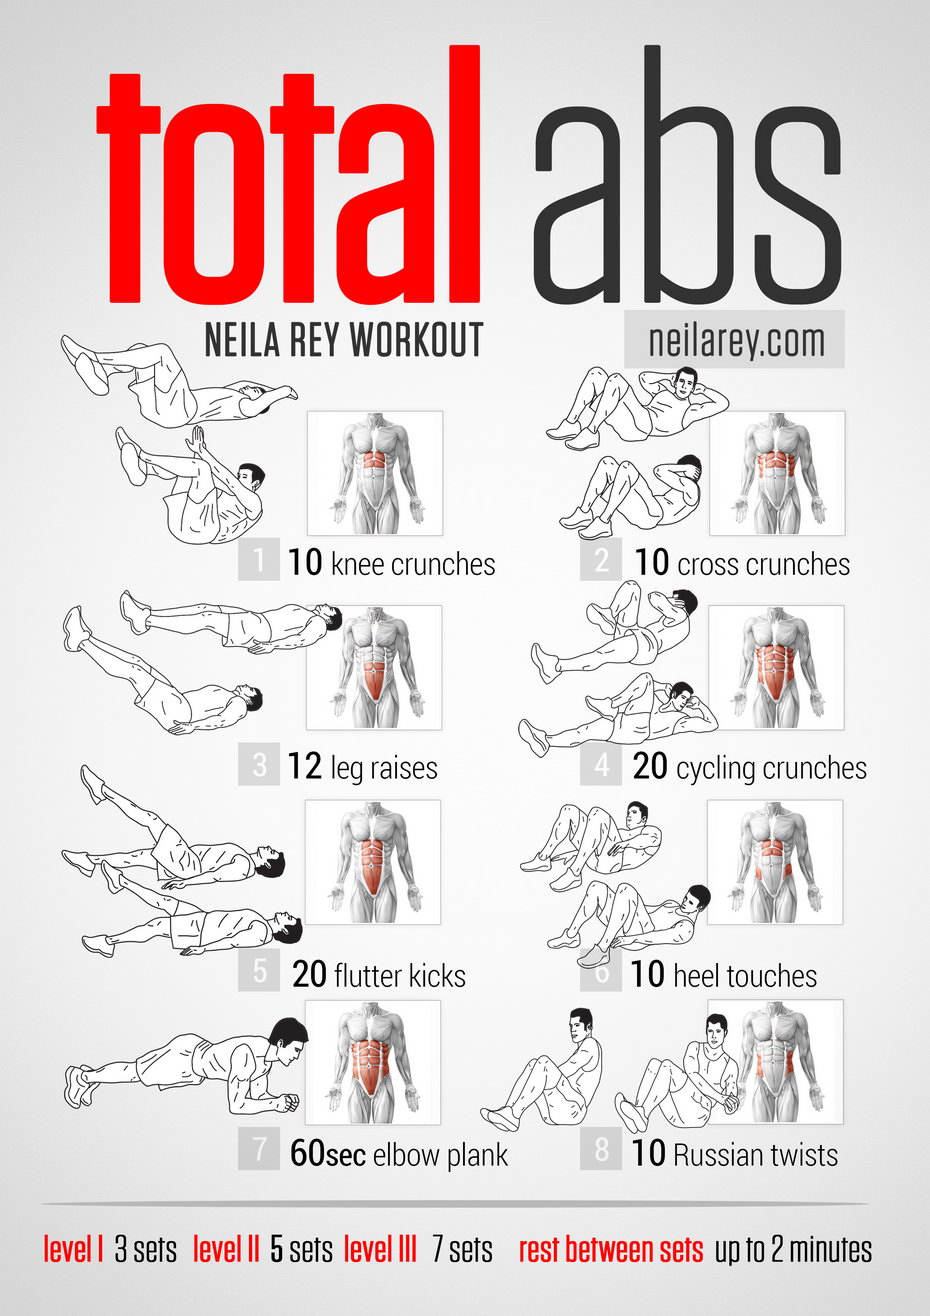 total abs
NEILA REY WORKOUT
neilarey.com
1 10 knee crunches
2 10 cross crunches
3 12 leg raises
4 20 cycling crunches
5 20 flutter kicks
6 10 heel touches
7 60sec elbow plank
8 10 Russian twists
level I 3 sets level II 5 sets level III 7 sets rest between sets up to 2 minutes